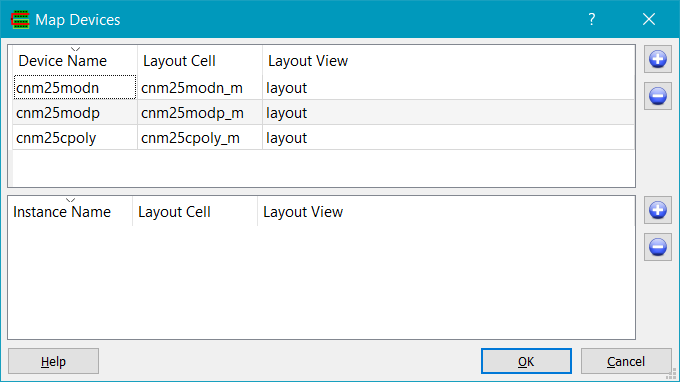 Map Devices ?
Device Name Layout Cell Layout View
cnm25modn cnm25modn_m layout
cnm25modp cnm25modp_m layout
cnm25cpoly cnm25cpoly_m layout
Instance Name Layout Cell Layout View
Help OK Cancel